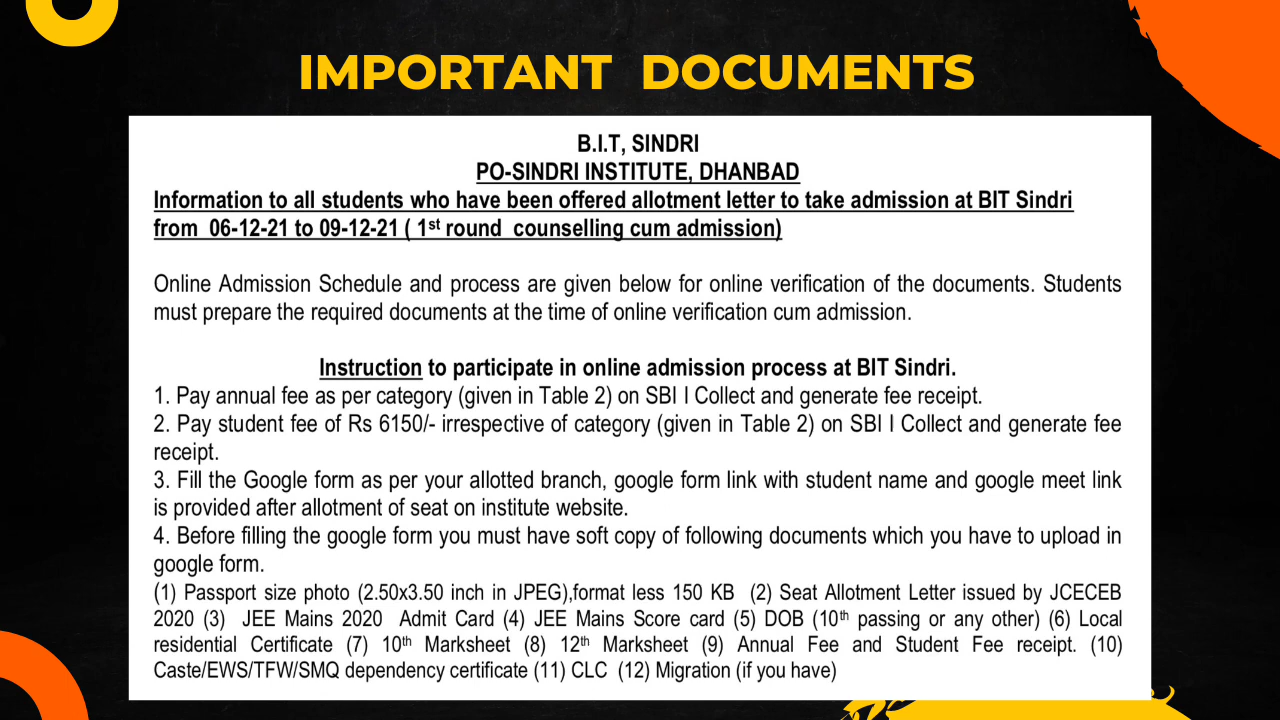 IMPORTANT DOCUMENTS
B.I.T, SINDRI
PO-SINDRI INSTITUTE, DHANBAD
Information to all students who have been offered allotment letter to take admission at BIT Sindri
from 06-12-21 to 09-12-21 ( 1st round counselling cum admission)
Online Admission Schedule and process are given below for online verification of the documents. Students
must prepare the required documents at the time of online verification cum admission.
Instruction to participate in online admission process at BIT Sindri.
1. Pay annual fee as per category (given in Table 2) on SBI I Collect and generate fee receipt.
2. Pay student fee of Rs 6150/- irrespective of category (given in Table 2) on SBI I Collect and generate fee
receipt.
3. Fill the Google form as per your allotted branch, google form link with student name and google meet link
is provided after allotment of seat on institute website.
4. Before filling the google form you must have soft copy of following documents which you have to upload in
google form.
(1) Passport size photo (2.50x3.50 inch in JPEG),format less 150 KB (2) Seat Allotment Letter issued by JCECEB
2020 (3) JEE Mains 2020 Admit Card (4) JEE Mains Score card (5) DOB (10th passing or any other) (6) Local
residential Certificate (7) 10th Marksheet (8) 12th Marksheet (9) Annual Fee and Student Fee receipt. (10)
Caste/EWS/TFW/SMQ dependency certificate (11) CLC (12) Migration (if you have)